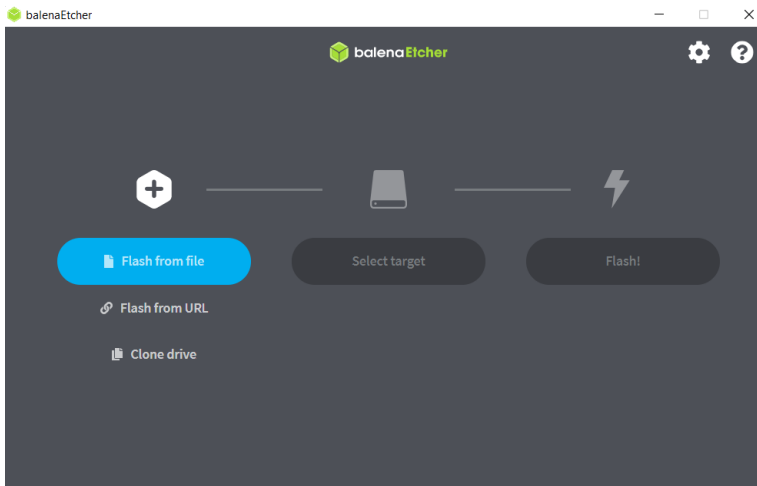 balenaEtcher
balenaEtcher
Flash from file
Select target
Flash!
Flash from URL
Clone drive